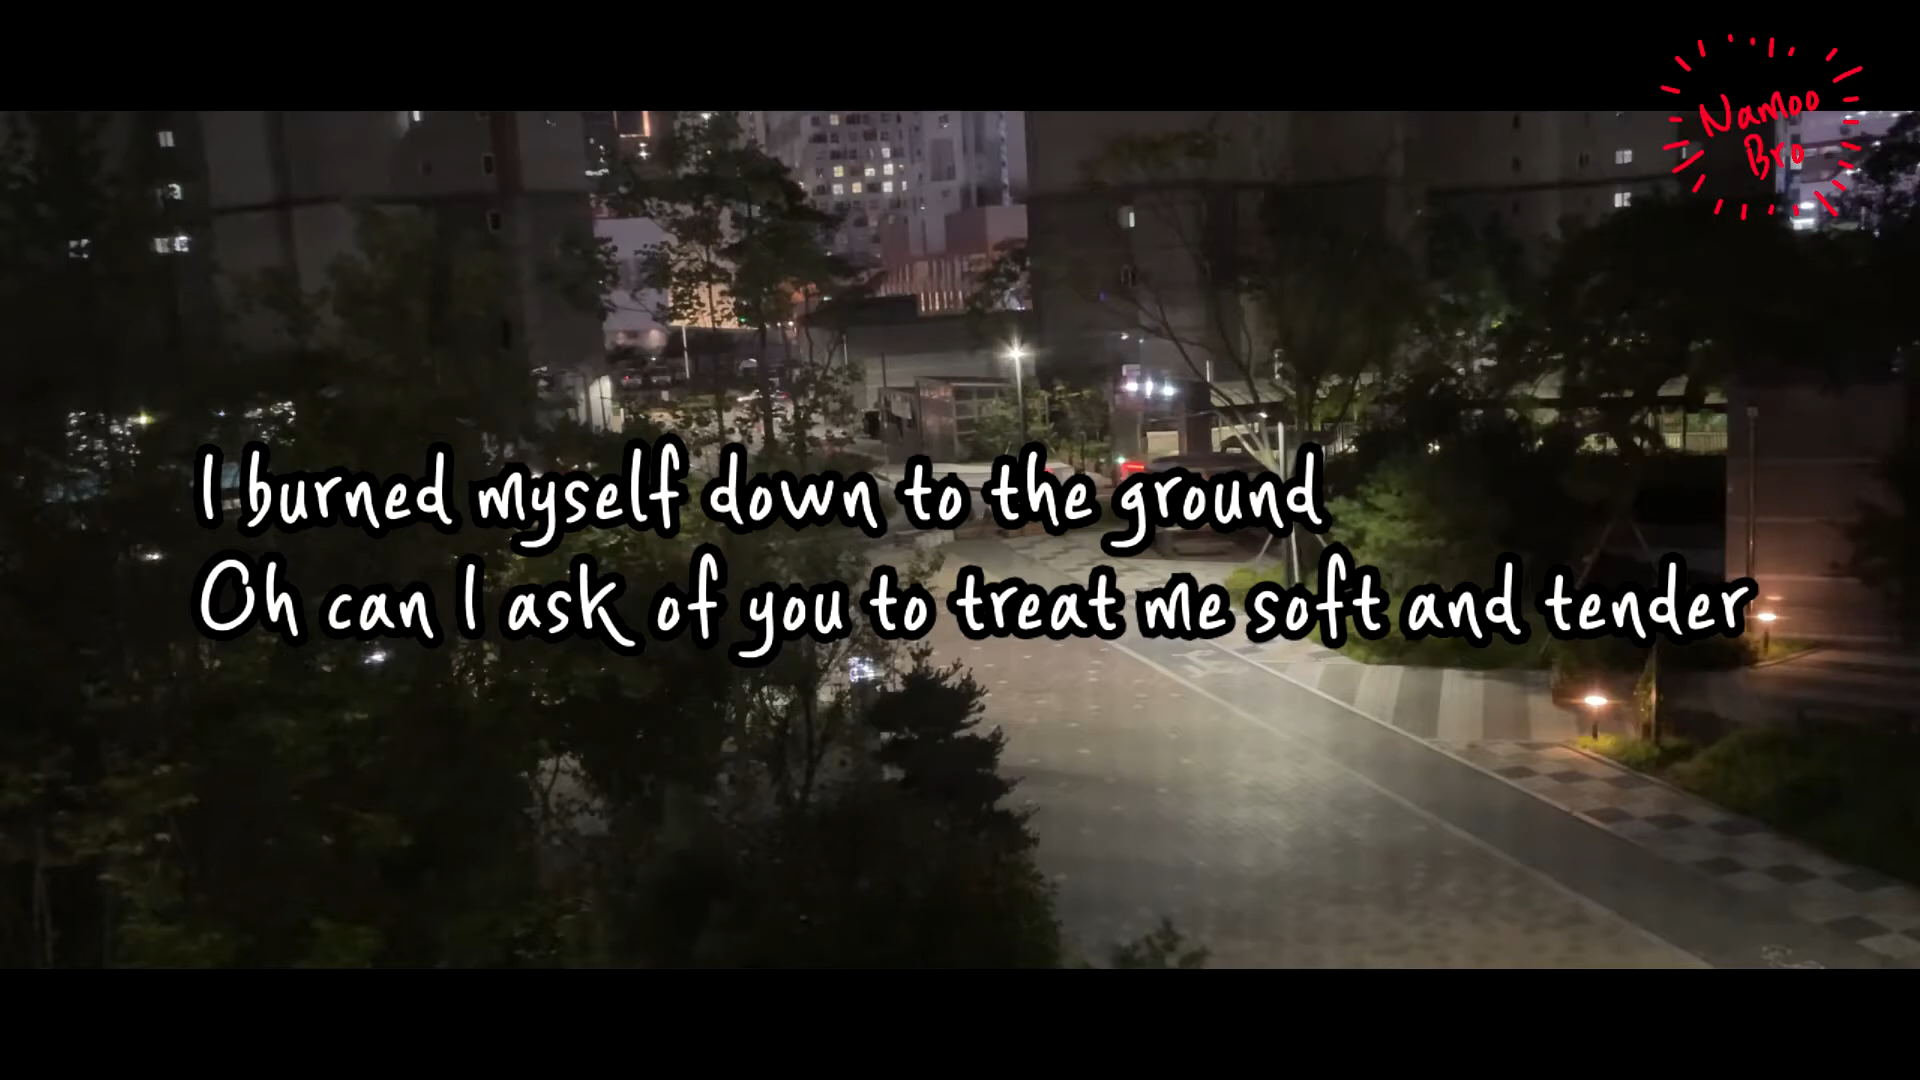 Namoo
Bro
I burned myself down to the ground
Oh can I ask of you to treat me soft and tender